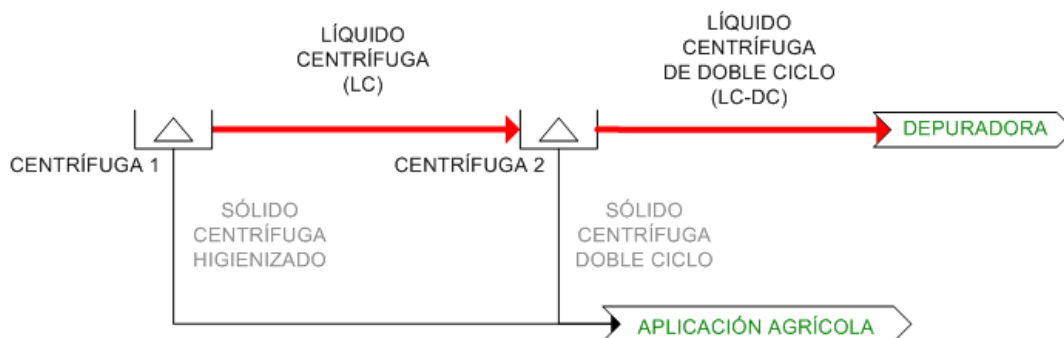 LÍQUIDO
CENTRÍFUGA
(LC)
LÍQUIDO
CENTRÍFUGA
DE DOBLE CICLO
(LC-DC)
DEPURADORA
CENTRÍFUGA 1
CENTRÍFUGA 2
SÓLIDO
CENTRÍFUGA
HIGIENIZADO
SÓLIDO
CENTRÍFUGA
DOBLE CICLO
APLICACIÓN AGRÍCOLA